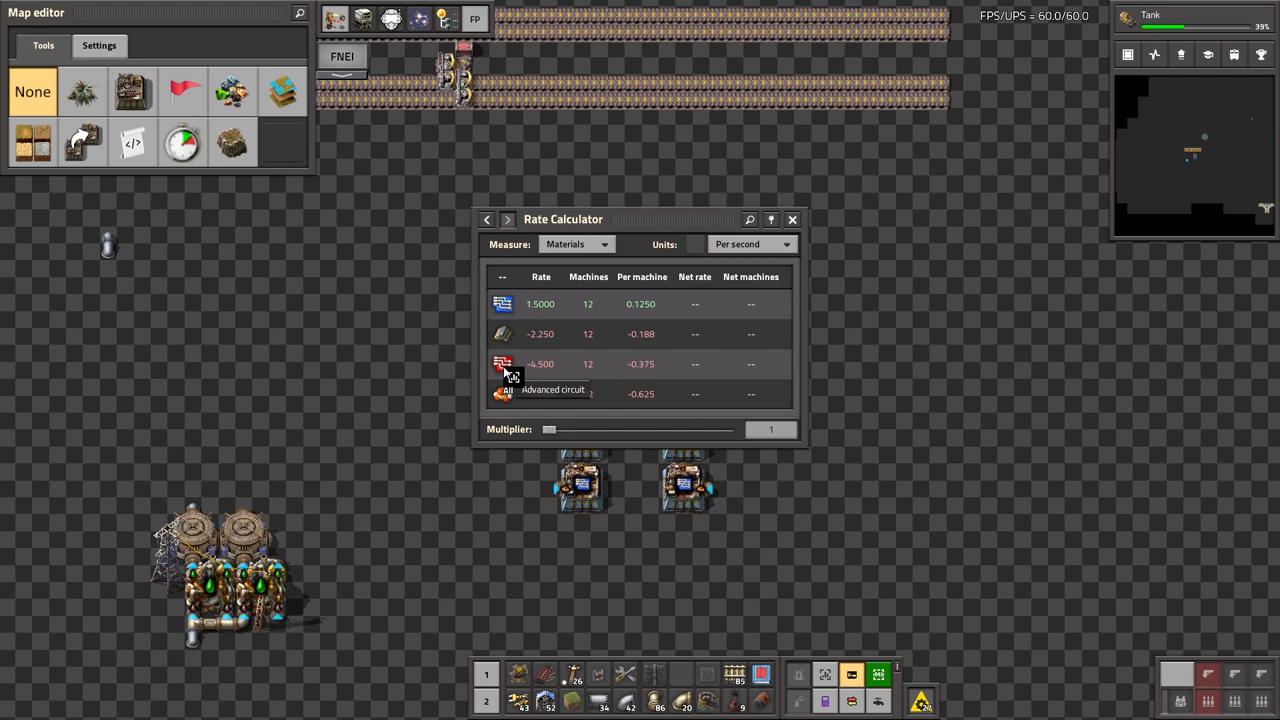 Map editor
Tools
Settings
None
FP
FNEI
FPS/UPS = 60.0/60.0
Tank
39%
Rate Calculator
Measure:
Materials
Units:
Per second
-- Rate Machines Per machine Net rate Net machines
1.5000 12 0.1250 -- --
-2.250 12 -0.188 -- --
-4.500 12 -0.375 -- --
All
Advanced circuit
-0.625 -- --
Multiplier:
1
1
26
85
2
43
52
34
42
86
20
9